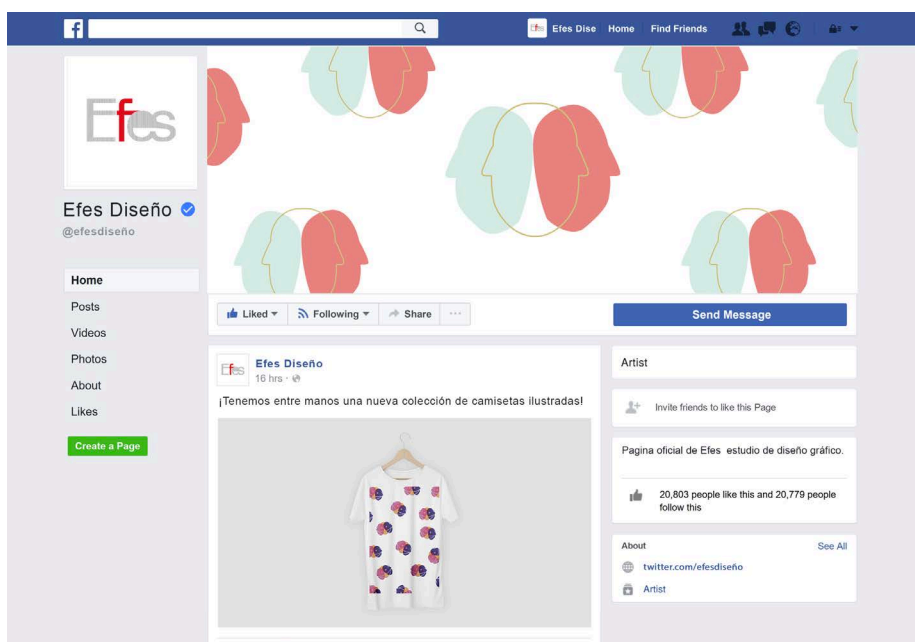 f
Efes Dise Home Find Friends
Efes
Efes Diseño
@efesdiseño
Home
Posts
Videos
Photos
About
Likes
Create a Page
Liked Following Share
Send Message
Efes
Efes Diseño
16 hrs
¡Tenemos entre manos una nueva colección de camisetas ilustradas!
Artist
Invite friends to like this Page
Pagina oficial de Efes estudio de diseño gráfico.
20,803 people like this and 20,779 people
follow this
About See All
twitter.com/efesdiseño
Artist